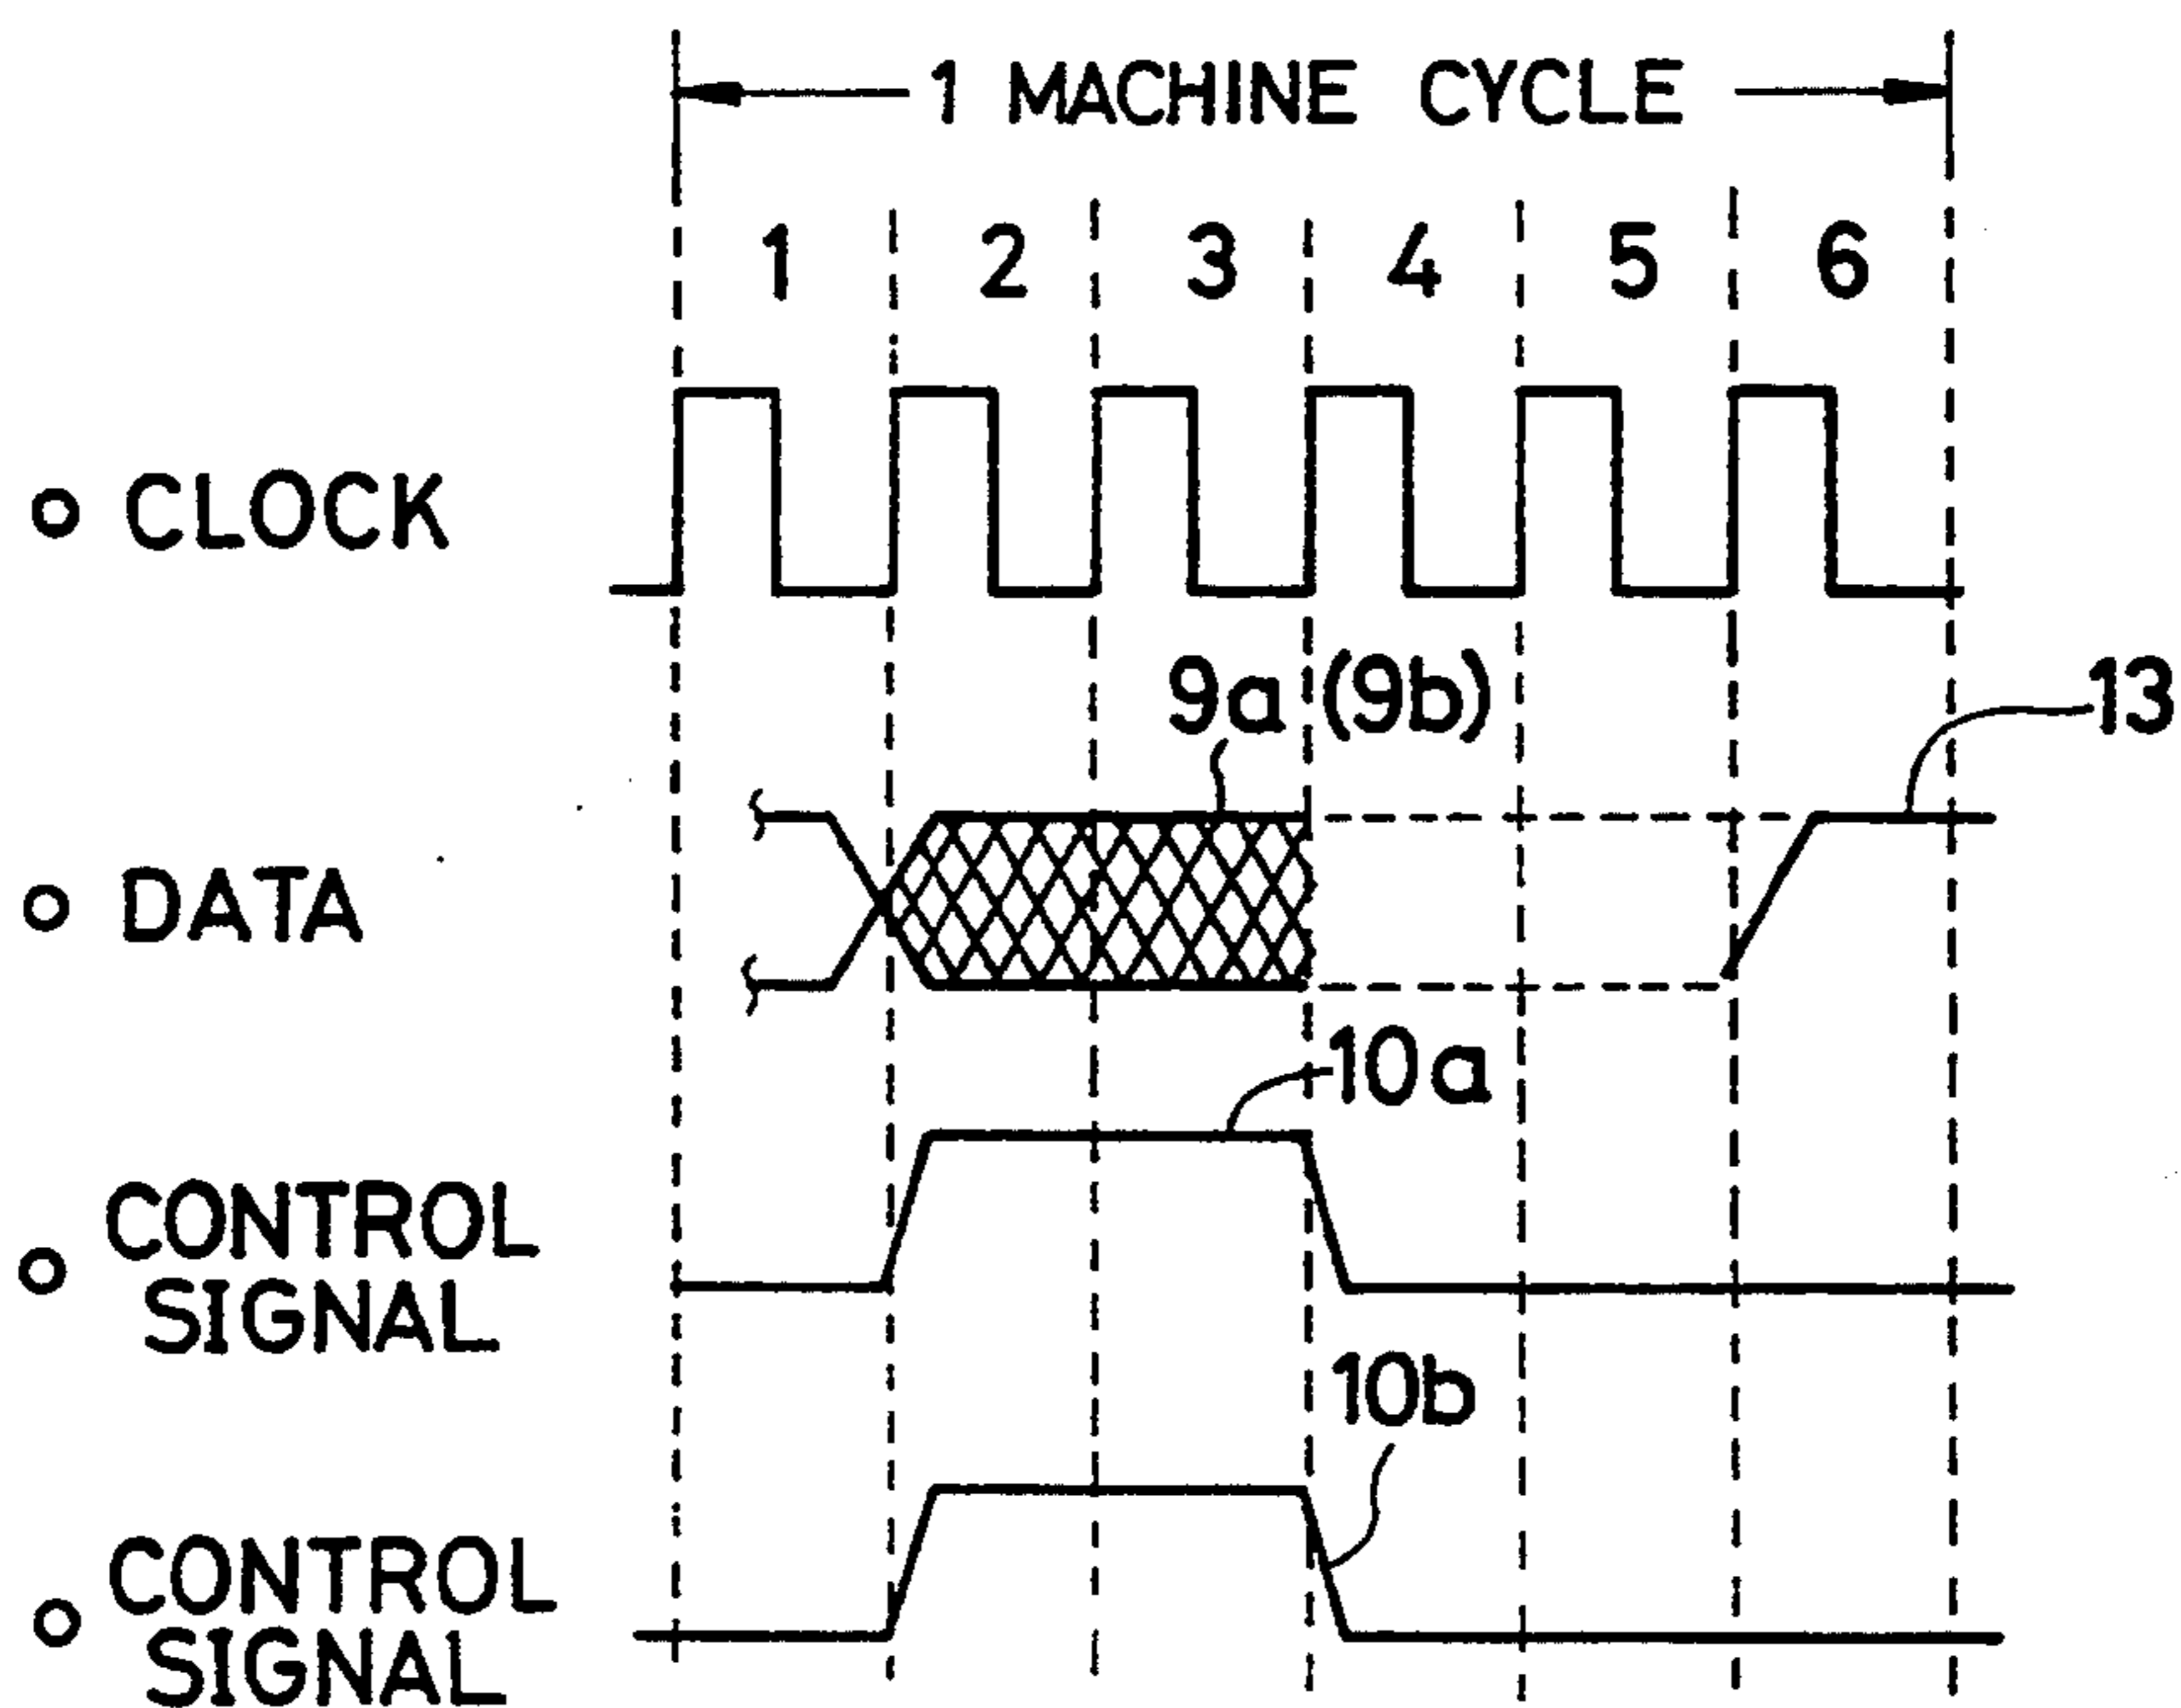 1 MACHINE CYCLE
1 2 3 4 5 6
CLOCK
9a (9b)
13
DATA
10a
CONTROL
SIGNAL
10b
CONTROL
SIGNAL